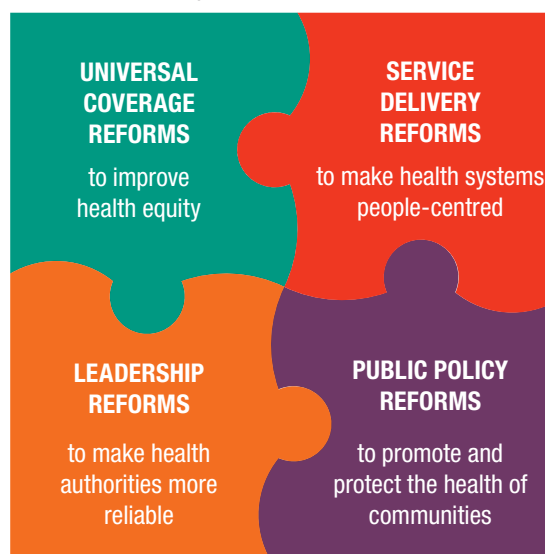 UNIVERSAL
COVERAGE
REFORMS
to improve
health equity
SERVICE
DELIVERY
REFORMS
to make health systems
people-centred
LEADERSHIP
REFORMS
to make health
authorities more
reliable
PUBLIC POLICY
REFORMS
to promote and
protect the health of
communities